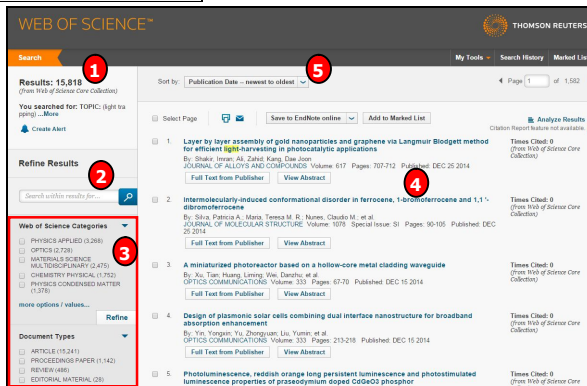 WEB OF SCIENCE™
THOMSON REUTERS
Search
My Tools
Search History
Marked Lis
1
Results: 15,818
(from Web of Science Core Collection)
You searched for: TOPIC: (light tra
pping) ...More
Create Alert
Refine Results
2
Search within results for...
3
Web of Science Categories
PHYSICS APPLIED (3,268)
OPTICS (2,728)
MATERIALS SCIENCE
MULTIDISCIPLINARY (2,475)
CHEMISTRY PHYSICAL (1,752)
PHYSICS CONDENSED MATTER
(1,378)
more options / values...
Refine
Document Types
ARTICLE (15,241)
PROCEEDINGS PAPER (1,142)
REVIEW (486)
EDITORIAL MATERIAL (28)
5
Sort by: Publication Date -- newest to oldest
Page 1 of 1,582
Select Page
Save to EndNote online
Add to Marked List
Analyze Results
Citation Report feature not available.
1. Layer by layer assembly of gold nanoparticles and graphene via Langmuir Blodgett method
for efficient light-harvesting in photocatalytic applications
By: Shakir, Imran; Ali, Zahid; Kang, Dae Joon
JOURNAL OF ALLOYS AND COMPOUNDS Volume: 617 Pages: 707-712 Published: DEC 25 2014
Full Text from Publisher
View Abstract
Times Cited: 0
(from Web of Science Core
Collection)
4
2. Intermolecularly-induced conformational disorder in ferrocene, 1-bromoferrocene and 1,1 '-
dibromoferrocene
By: Silva, Patricia A.; Maria, Teresa M. R.; Nunes, Claudio M.; et al.
JOURNAL OF MOLECULAR STRUCTURE Volume: 1078 Special Issue: SI Pages: 90-105 Published: DEC
25 2014
Full Text from Publisher
View Abstract
Times Cited: 0
(from Web of Science Core
Collection)
3. A miniaturized photoreactor based on a hollow-core metal cladding waveguide
By: Xu, Tian; Huang, Liming; Wei, Danzhu; et al.
OPTICS COMMUNICATIONS Volume: 333 Pages: 67-70 Published: DEC 15 2014
Full Text from Publisher
View Abstract
Times Cited: 0
(from Web of Science Core
Collection)
4. Design of plasmonic solar cells combining dual interface nanostructure for broadband
absorption enhancement
By: Yin, Yongxin; Yu, Zhongyuan; Liu, Yumin; et al.
OPTICS COMMUNICATIONS Volume: 333 Pages: 213-218 Published: DEC 15 2014
Full Text from Publisher
View Abstract
Times Cited: 0
(from Web of Science Core
Collection)
5. Photoluminescence, reddish orange long persistent luminescence and photostimulated
luminescence properties of praseodymium doped CdGeO3 phosphor
Times Cited: 0
(from Web of Science Core